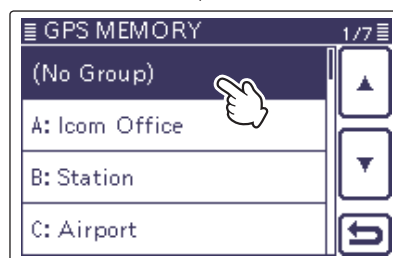 GPS MEMORY 1/7
(No Group)
A: Icom Office
B: Station
C: Airport